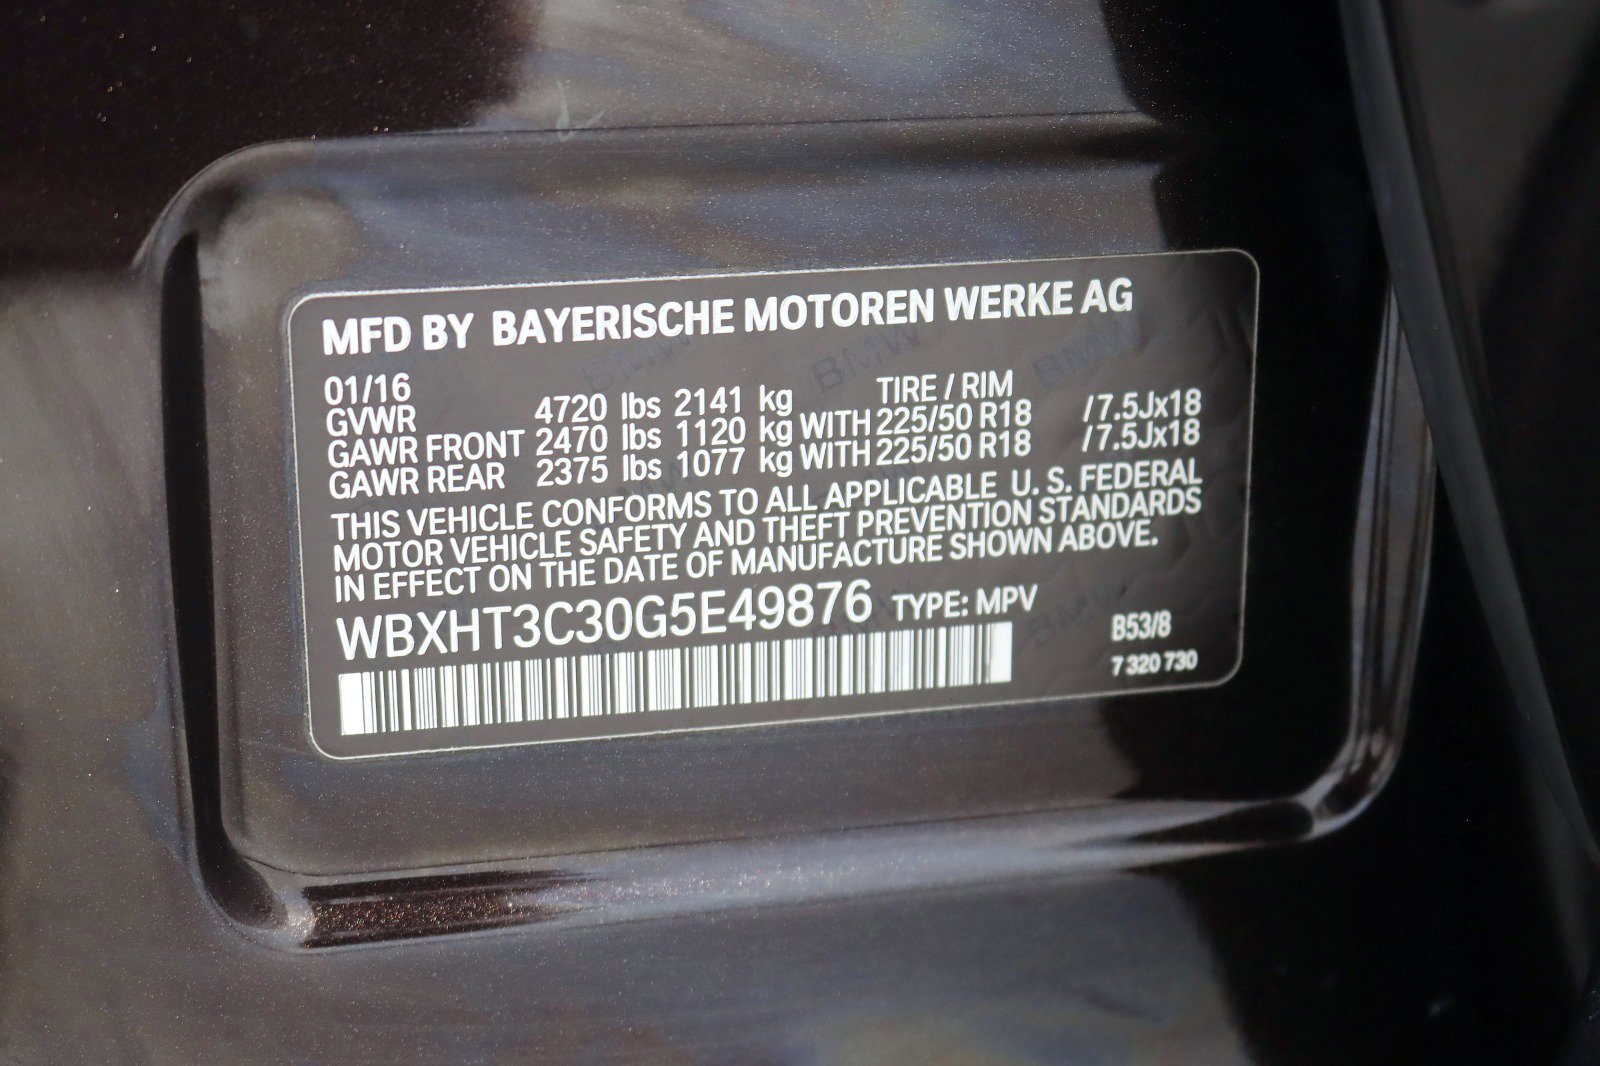 MFD BY BAYERISCHE MOTOREN WERKE AG
01/16 TIRE / RIM
GVWR 4720 lbs 2141 kg
GAWR FRONT 2470 lbs 1120 kg WITH 225/50 R18 /7.5Jx18
GAWR REAR 2375 lbs 1077 kg WITH 225/50 R18 /7.5Jx18
THIS VEHICLE CONFORMS TO ALL APPLICABLE U. S. FEDERAL
MOTOR VEHICLE SAFETY AND THEFT PREVENTION STANDARDS
IN EFFECT ON THE DATE OF MANUFACTURE SHOWN ABOVE.
WBXHT3C30G5E49876 TYPE: MPV
B53/8
7 320 730